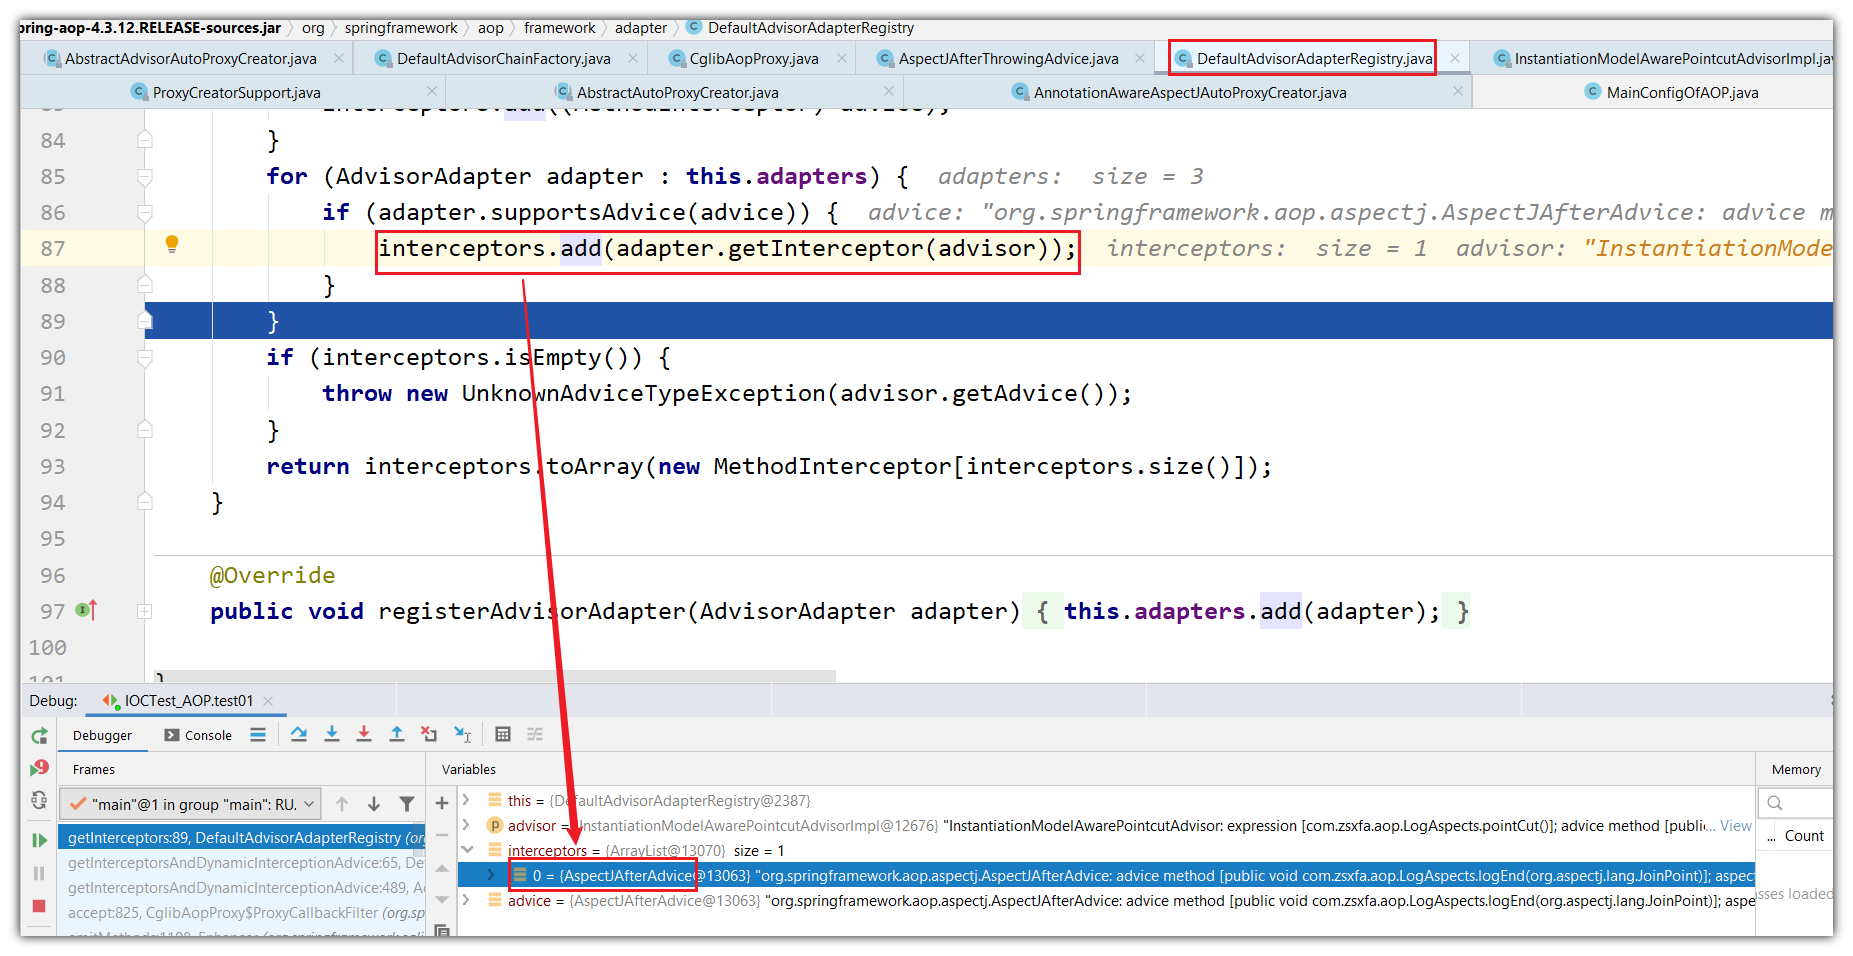 pring-aop-4.3.12.RELEASE-sources.jar org springframework aop framework adapter DefaultAdvisorAdapterRegistry
AbstractAdvisorAutoProxyCreator.java DefaultAdvisorChainFactory.java CglibAopProxy.java AspectJAfterThrowingAdvice.java DefaultAdvisorAdapterRegistry.java InstantiationModelAwarePointcutAdvisorImpl.jav
ProxyCreatorSupport.java AbstractAutoProxyCreator.java AnnotationAwareAspectJAutoProxyCreator.java MainConfigOfAOP.java
interceptors.add((MethodInterceptor) advice);
84 }
85 for (AdvisorAdapter adapter : this.adapters) { adapters: size = 3
86 if (adapter.supportsAdvice(advice)) { advice: "org.springframework.aop.aspectj.AspectJAfterAdvice: advice m
87 interceptors.add(adapter.getInterceptor(advisor)); interceptors: size = 1 advisor: "InstantiationMode
88 }
89 }
90 if (interceptors.isEmpty()) {
91 throw new UnknownAdviceTypeException(advisor.getAdvice());
92 }
93 return interceptors.toArray(new MethodInterceptor[interceptors.size()]);
94 }
95
96 @Override
97 public void registerAdvisorAdapter(AdvisorAdapter adapter) { this.adapters.add(adapter); }
100
101 }
Debug: IOCTest_AOP.test01
Debugger Console
Frames Variables Memory
"main"@1 in group "main": RU.
this = {DefaultAdvisorAdapterRegistry@2387}
advisor = {InstantiationModelAwarePointcutAdvisorImpl@12676} "InstantiationModelAwarePointcutAdvisor: expression [com.zsxfa.aop.LogAspects.pointCut()]; advice method [publi... View
... Count
getInterceptors:89, DefaultAdvisorAdapterRegistry (org
interceptors = {ArrayList@13070} size = 1
getInterceptorsAndDynamicInterceptionAdvice:65, De
0 = {AspectJAfterAdvice@13063} "org.springframework.aop.aspectj.AspectJAfterAdvice: advice method [public void com.zsxfa.aop.LogAspects.logEnd(org.aspectj.lang.JoinPoint)]; aspec
getInterceptorsAndDynamicInterceptionAdvice:489, A
advice = {AspectJAfterAdvice@13063} "org.springframework.aop.aspectj.AspectJAfterAdvice: advice method [public void com.zsxfa.aop.LogAspects.logEnd(org.aspectj.lang.JoinPoint)]; aspe
sses loaded
accept:825, CglibAopProxy$ProxyCallbackFilter (org.sp